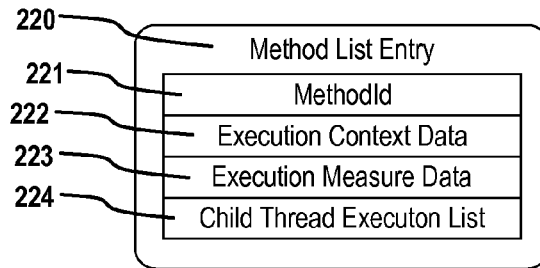 220
Method List Entry
221
MethodId
222
Execution Context Data
223
Execution Measure Data
224
Child Thread Executon List